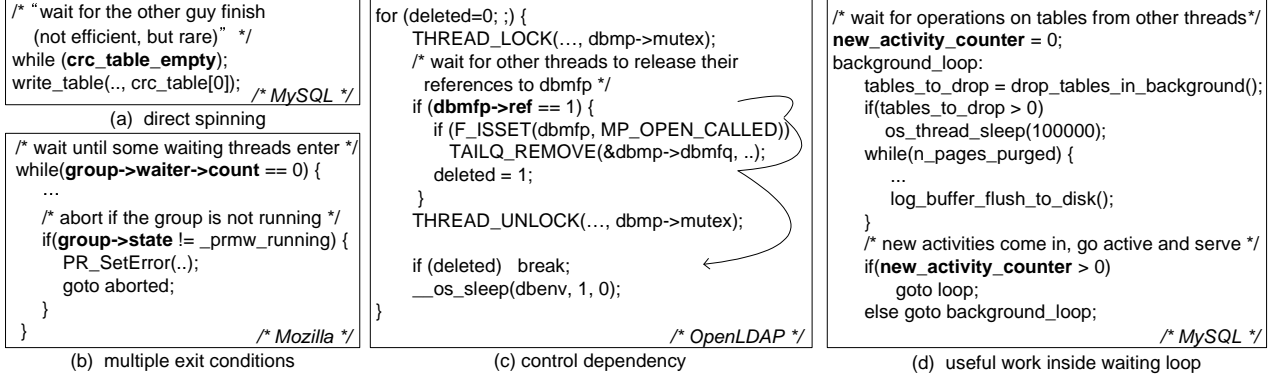 /* “wait for the other guy finish
(not efficient, but rare)” */
while (crc_table_empty);
write_table(.., crc_table[0]);
/* MySQL */
(a) direct spinning
/* wait until some waiting threads enter */
while(group->waiter->count == 0) {
...
/* abort if the group is not running */
if(group->state != _prmw_running) {
PR_SetError(..);
goto aborted;
}
}
/* Mozilla */
(b) multiple exit conditions
for (deleted=0; ;) {
THREAD_LOCK(..., dbmp->mutex);
/* wait for other threads to release their
references to dbmfp */
if (dbmfp->ref == 1) {
if (F_ISSET(dbmfp, MP_OPEN_CALLED))
TAILQ_REMOVE(&dbmp->dbmfq, ..);
deleted = 1;
}
THREAD_UNLOCK(..., dbmp->mutex);
if (deleted) break;
__os_sleep(dbenv, 1, 0);
}
/* OpenLDAP */
(c) control dependency
/* wait for operations on tables from other threads*/
new_activity_counter = 0;
background_loop:
tables_to_drop = drop_tables_in_background();
if(tables_to_drop > 0)
os_thread_sleep(100000);
while(n_pages_purged) {
...
log_buffer_flush_to_disk();
}
/* new activities come in, go active and serve */
if(new_activity_counter > 0)
goto loop;
else goto background_loop;
/* MySQL */
(d) useful work inside waiting loop